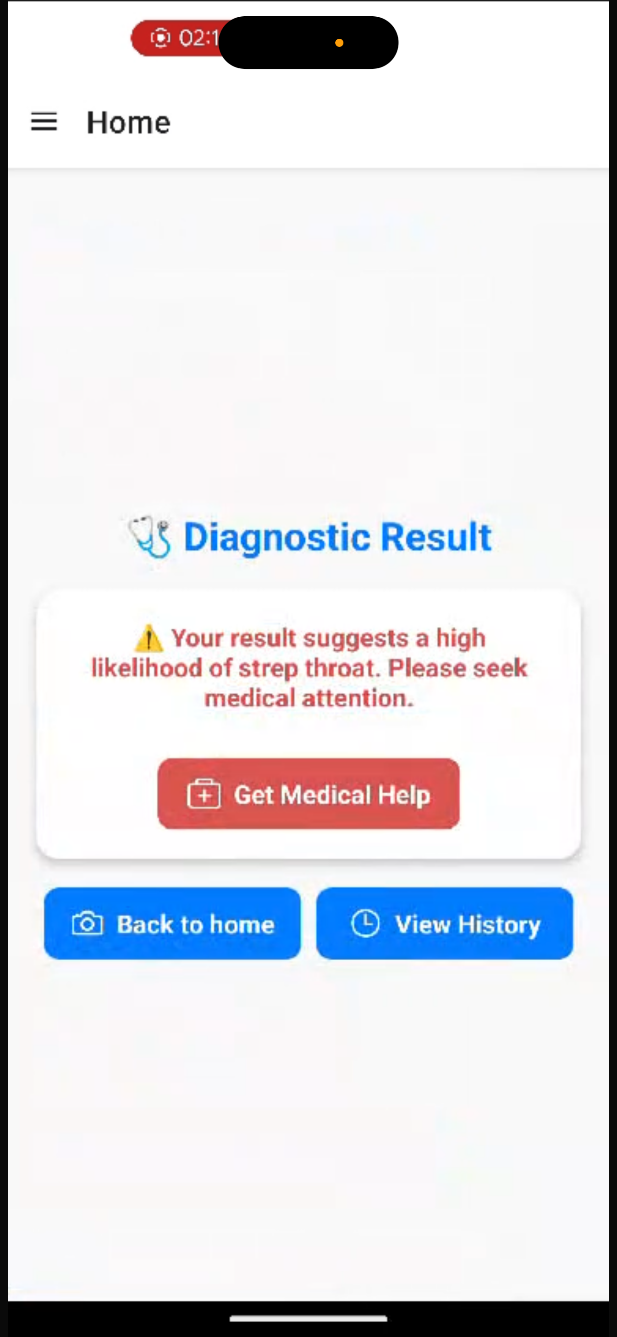 02:1
Home
Diagnostic Result
Your result suggests a high
likelihood of strep throat. Please seek
medical attention.
Get Medical Help
Back to home
View History